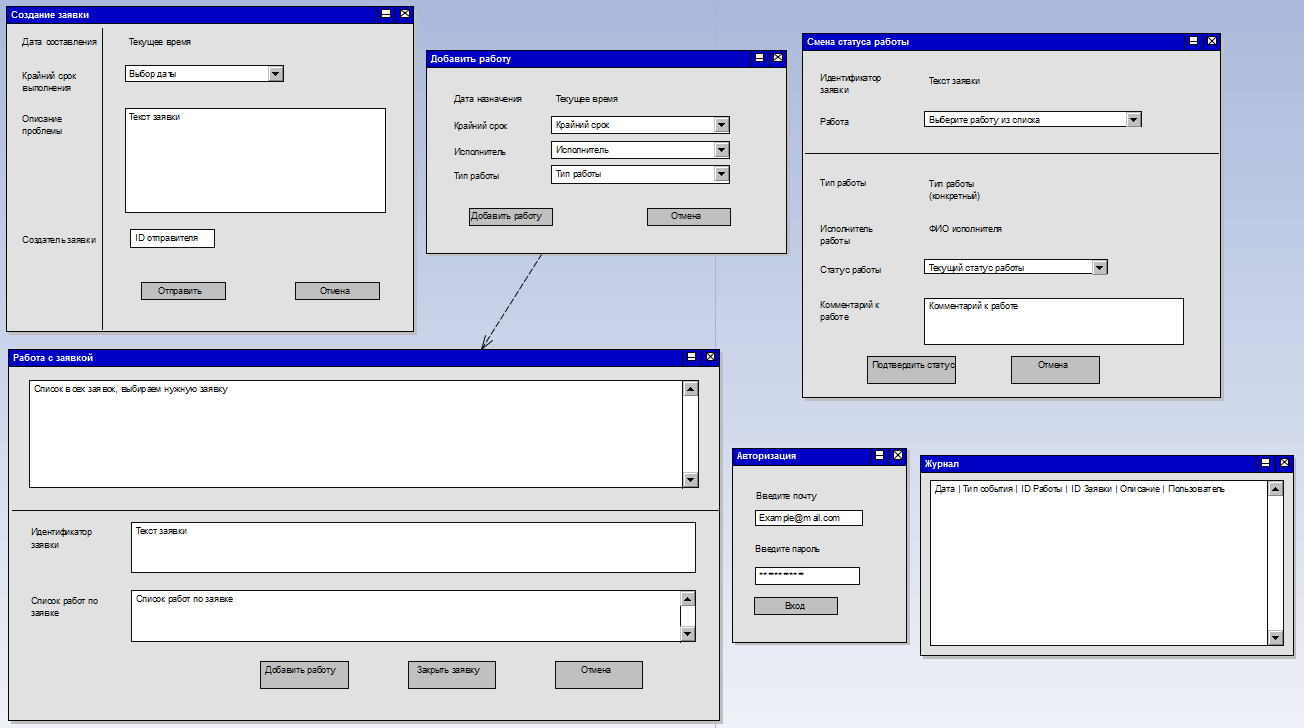 Создание заявки
Дата составления
Текущее время
Крайний срок
выполнения
Выбор даты
Описание
проблемы
Текст заявки
Создатель заявки
ID отправителя
Отправить
Отмена
Добавить работу
Дата назначения
Текущее время
Крайний срок
Крайний срок
Исполнитель
Исполнитель
Тип работы
Тип работы
Добавить работу
Отмена
Смена статуса работы
Идентификатор
заявки
Текст заявки
Работа
Выберите работу из списка
Тип работы
Тип работы
(конкретный)
Исполнитель
работы
ФИО исполнителя
Статус работы
Текущий статус работы
Комментарий к
работе
Комментарий к работе
Подтвердить статус
Отмена
Работа с заявкой
Список всех заявок, выбираем нужную заявку
Идентификатор
заявки
Текст заявки
Список работ по
заявке
Список работ по заявке
Добавить работу
Закрыть заявку
Отмена
Авторизация
Введите почту
Example@mail.com
Введите пароль
************
Вход
Журнал
Дата | Тип события | ID Работы | ID Заявки | Описание | Пользователь